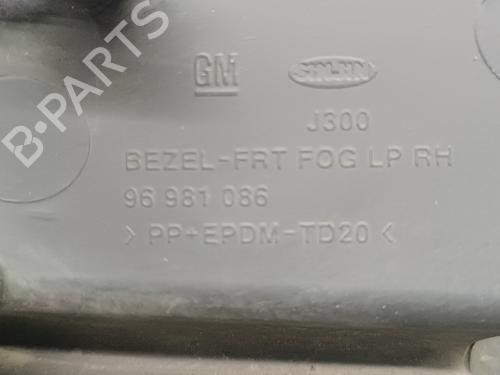 GM
J300
BEZEL-FRT FOG LP RH
96 981 086
> PP+EPDM-TD20 <
B-PARTS